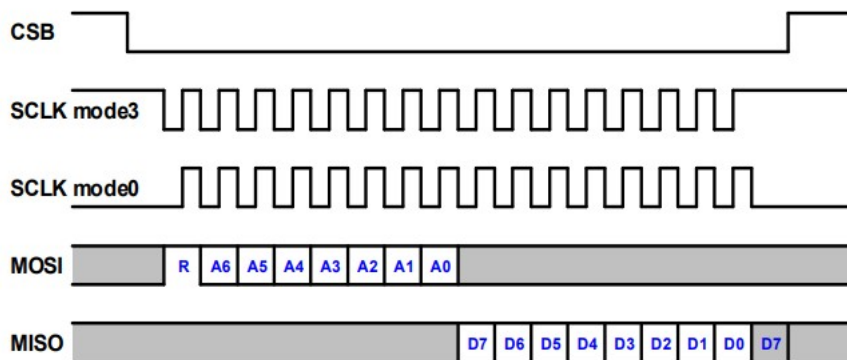 CSB
SCLK mode3
SCLK mode0
MOSI R A6 A5 A4 A3 A2 A1 A0
MISO D7 D6 D5 D4 D3 D2 D1 D0 D7